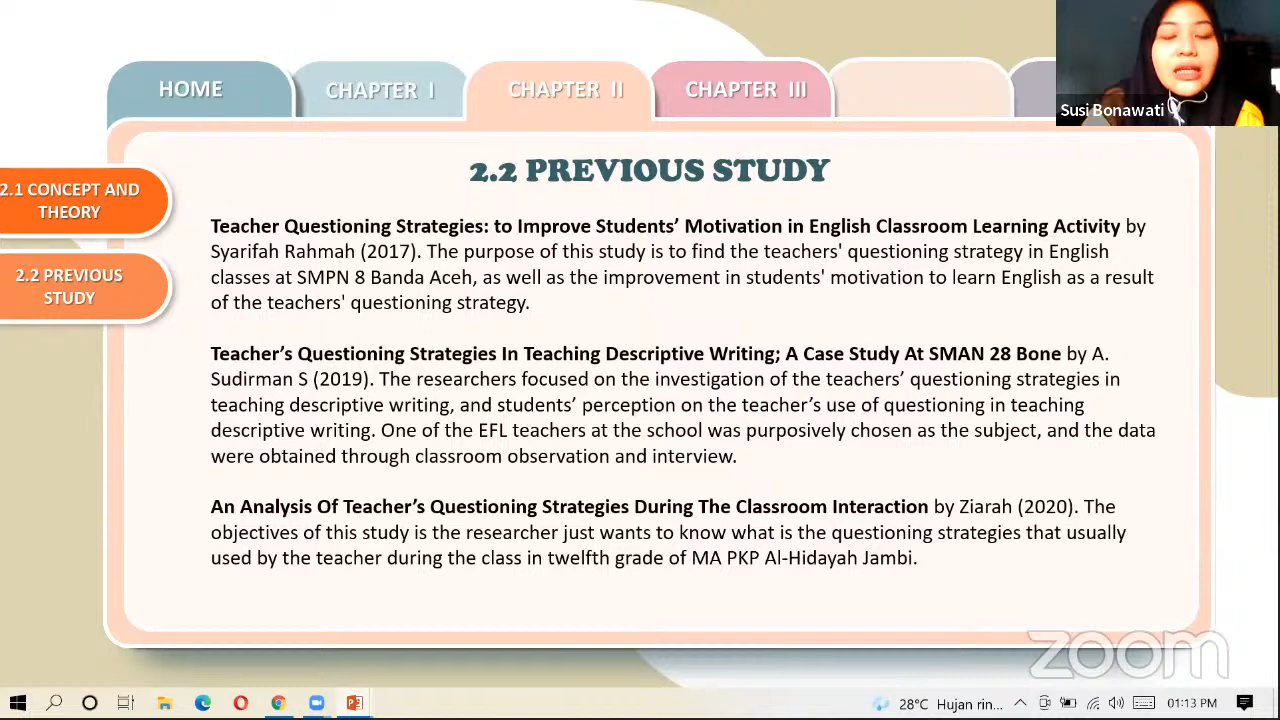 HOME
CHAPTER I
CHAPTER II
CHAPTER III
Susi Bonawati
2.1 CONCEPT AND
THEORY
2.2 PREVIOUS
STUDY
2.2 PREVIOUS STUDY
Teacher Questioning Strategies: to Improve Students’ Motivation in English Classroom Learning Activity by
Syarifah Rahmah (2017). The purpose of this study is to find the teachers' questioning strategy in English
classes at SMPN 8 Banda Aceh, as well as the improvement in students' motivation to learn English as a result
of the teachers' questioning strategy.
Teacher’s Questioning Strategies In Teaching Descriptive Writing; A Case Study At SMAN 28 Bone by A.
Sudirman S (2019). The researchers focused on the investigation of the teachers’ questioning strategies in
teaching descriptive writing, and students’ perception on the teacher’s use of questioning in teaching
descriptive writing. One of the EFL teachers at the school was purposively chosen as the subject, and the data
were obtained through classroom observation and interview.
An Analysis Of Teacher’s Questioning Strategies During The Classroom Interaction by Ziarah (2020). The
objectives of this study is the researcher just wants to know what is the questioning strategies that usually
used by the teacher during the class in twelfth grade of MA PKP Al-Hidayah Jambi.
zoom
28°C Hujan rin... 01:13 PM